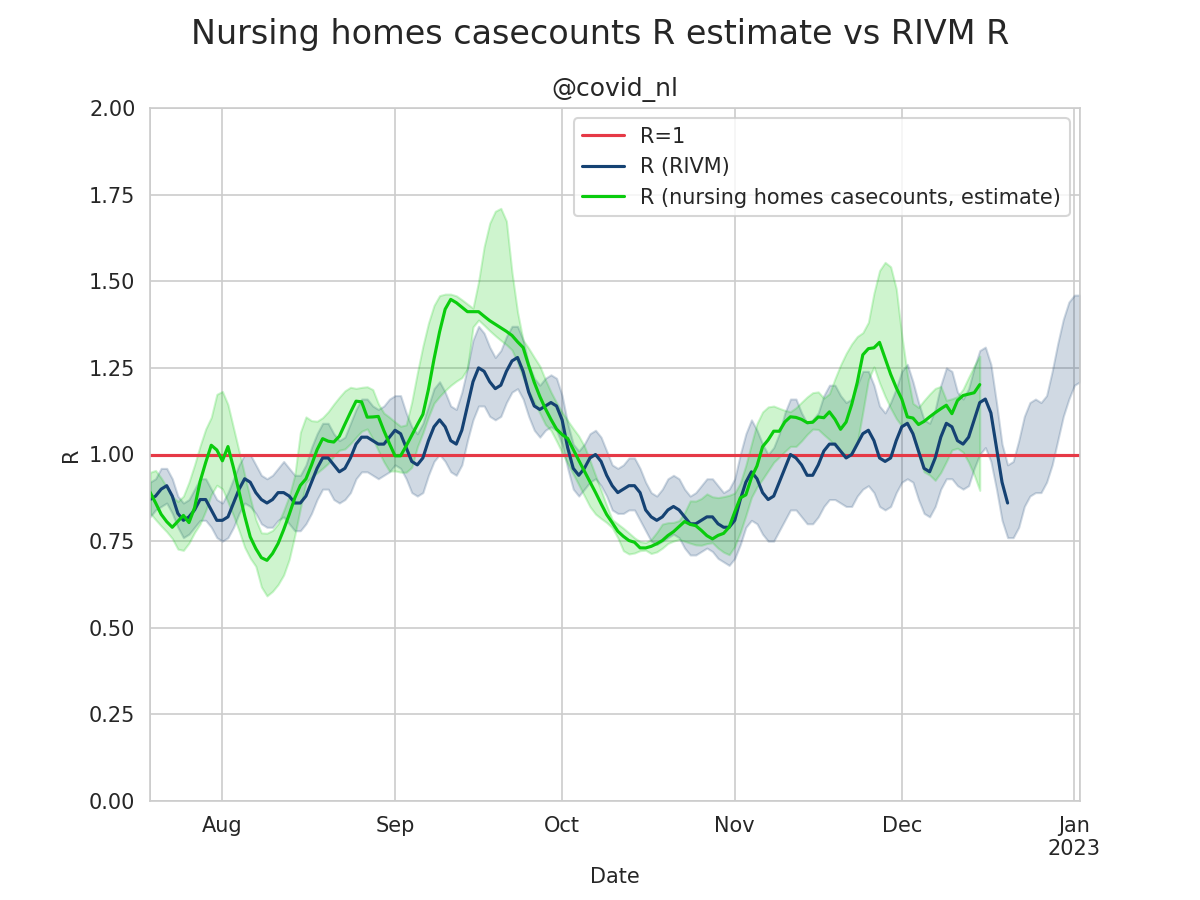 Nursing homes casecounts R estimate vs RIVM R
@covid_nl
R=1
R (RIVM)
R (nursing homes casecounts, estimate)
2.00
1.75
1.50
1.25
1.00
0.75
0.50
0.25
0.00
R
Aug
Sep
Oct
Nov
Dec
Jan
2023
Date